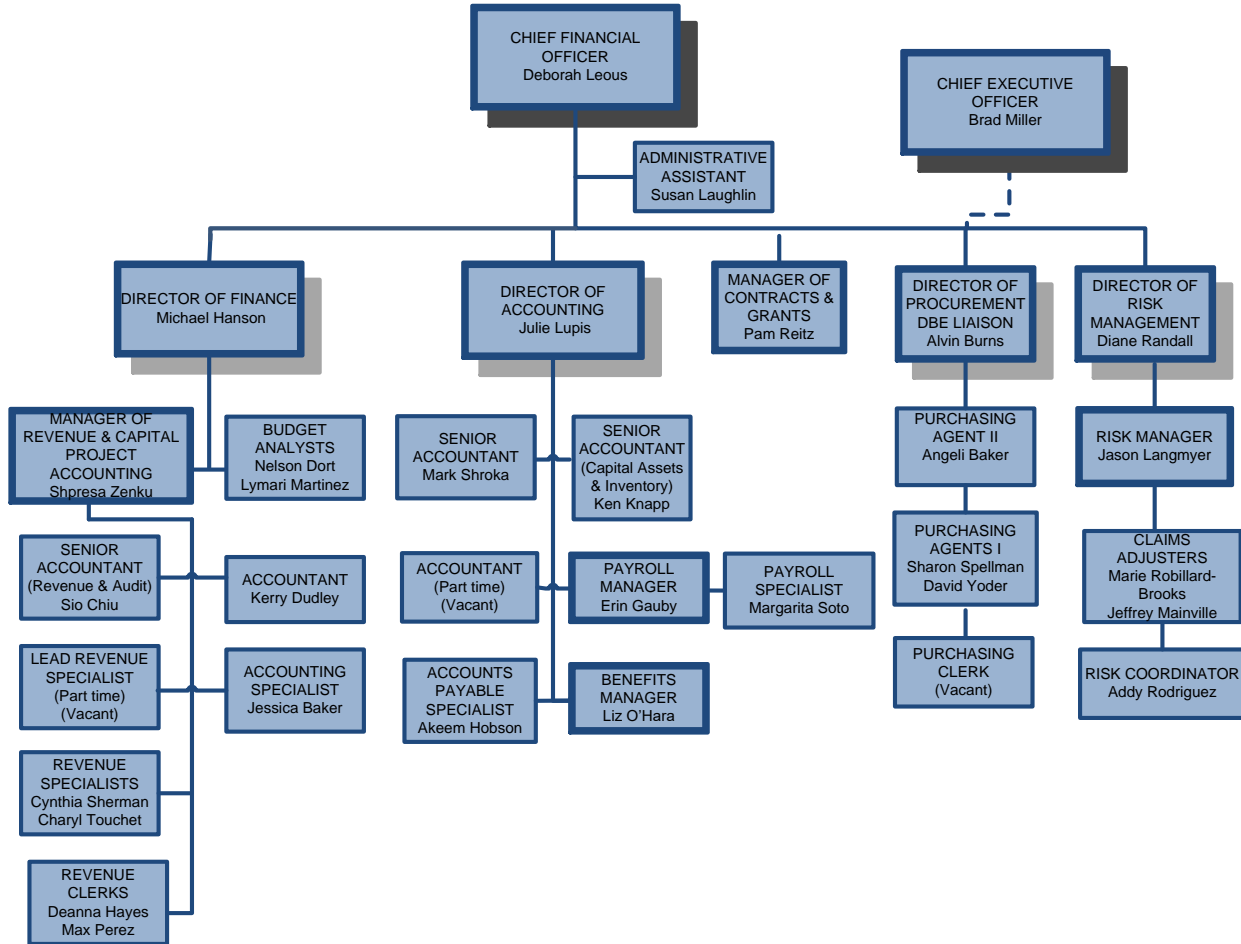 CHIEF FINANCIAL
OFFICER
Deborah Leous
CHIEF EXECUTIVE
OFFICER
Brad Miller
ADMINISTRATIVE
ASSISTANT
Susan Laughlin
DIRECTOR OF FINANCE
Michael Hanson
DIRECTOR OF
ACCOUNTING
Julie Lupis
MANAGER OF
CONTRACTS &
GRANTS
Pam Reitz
DIRECTOR OF
PROCUREMENT
DBE LIAISON
Alvin Burns
DIRECTOR OF
RISK
MANAGEMENT
Diane Randall
MANAGER OF
REVENUE & CAPITAL
PROJECT
ACCOUNTING
Shpresa Zenku
BUDGET
ANALYSTS
Nelson Dort
Lymari Martinez
SENIOR
ACCOUNTANT
Mark Shroka
SENIOR
ACCOUNTANT
(Capital Assets
& Inventory)
Ken Knapp
PURCHASING
AGENT II
Angeli Baker
RISK MANAGER
Jason Langmyer
SENIOR
ACCOUNTANT
(Revenue & Audit)
Sio Chiu
ACCOUNTANT
Kerry Dudley
ACCOUNTANT
(Part time)
(Vacant)
PAYROLL
MANAGER
Erin Gauby
PAYROLL
SPECIALIST
Margarita Soto
PURCHASING
AGENTS I
Sharon Spellman
David Yoder
CLAIMS
ADJUSTERS
Marie Robillard-
Brooks
Jeffrey Mainville
LEAD REVENUE
SPECIALIST
(Part time)
(Vacant)
ACCOUNTING
SPECIALIST
Jessica Baker
ACCOUNTS
PAYABLE
SPECIALIST
Akeem Hobson
BENEFITS
MANAGER
Liz O'Hara
PURCHASING
CLERK
(Vacant)
RISK COORDINATOR
Addy Rodriguez
REVENUE
SPECIALISTS
Cynthia Sherman
Charyl Touchet
REVENUE
CLERKS
Deanna Hayes
Max Perez